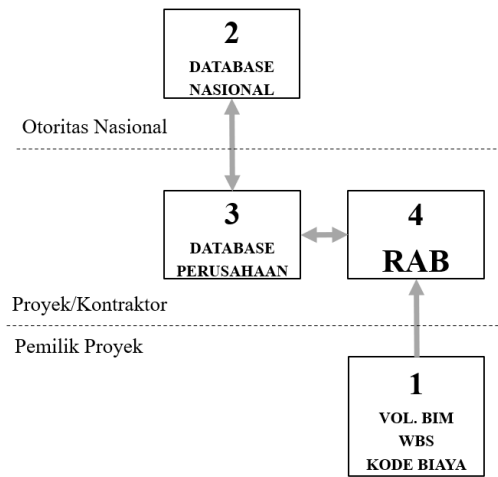 2
DATABASE
NASIONAL
Otoritas Nasional
3
DATABASE
PERUSAHAAN
4
RAB
Proyek/Kontraktor
Pemilik Proyek
1
VOL. BIM
WBS
KODE BIAYA